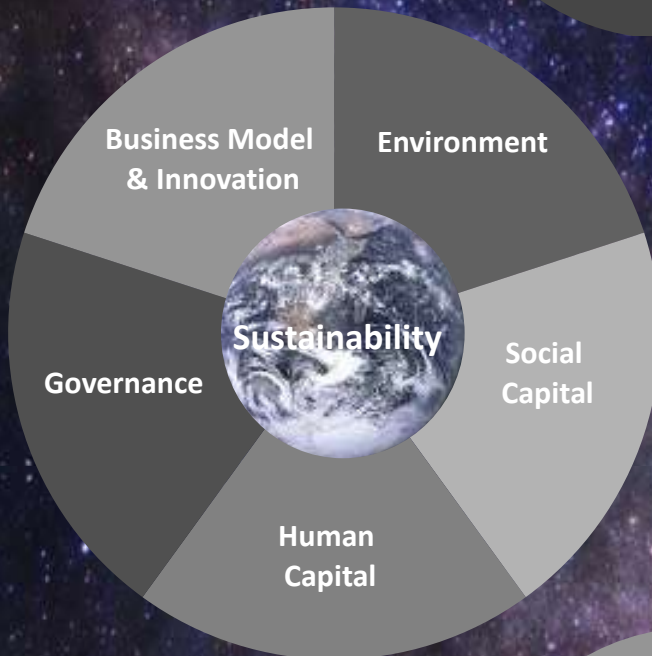 Business Model
& Innovation
Environment
Sustainability
Social
Capital
Governance
Human
Capital